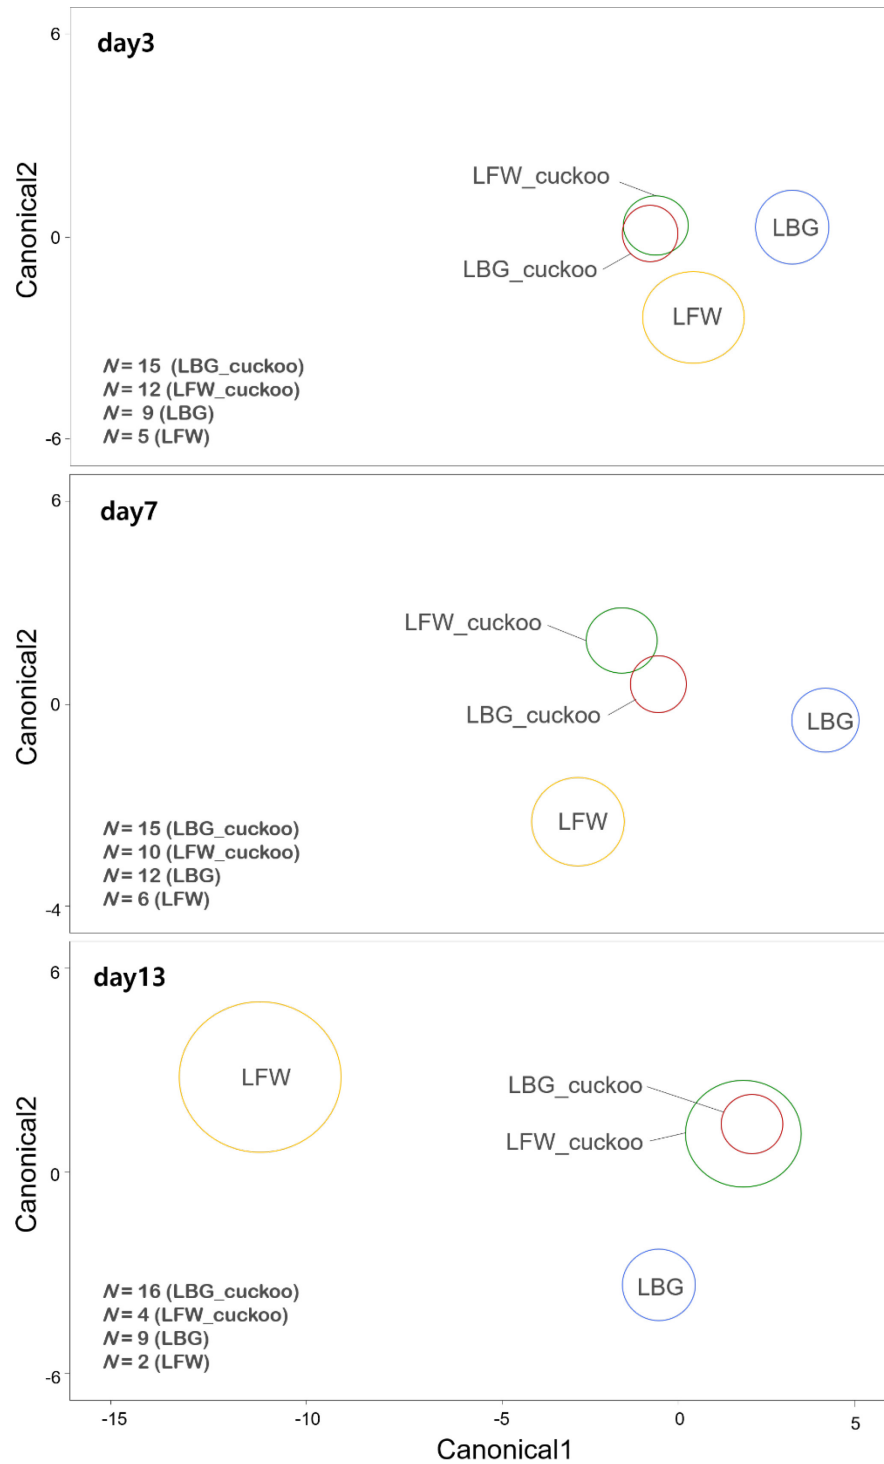 6
day3
Canonical2
LFW_cuckoo
LBG
0
LBG_cuckoo
LFW
N = 15 (LBG_cuckoo)
N = 12 (LFW_cuckoo)
N = 9 (LBG)
N = 5 (LFW)
-6
6
day7
Canonical2
LFW_cuckoo
0
LBG_cuckoo
LBG
LFW
N = 15 (LBG_cuckoo)
N = 10 (LFW_cuckoo)
N = 12 (LBG)
N = 6 (LFW)
-4
6
day13
Canonical2
LFW
LBG_cuckoo
LFW_cuckoo
0
LBG
N = 16 (LBG_cuckoo)
N = 4 (LFW_cuckoo)
N = 9 (LBG)
N = 2 (LFW)
-6
-15 -10 -5 0 5
Canonical1